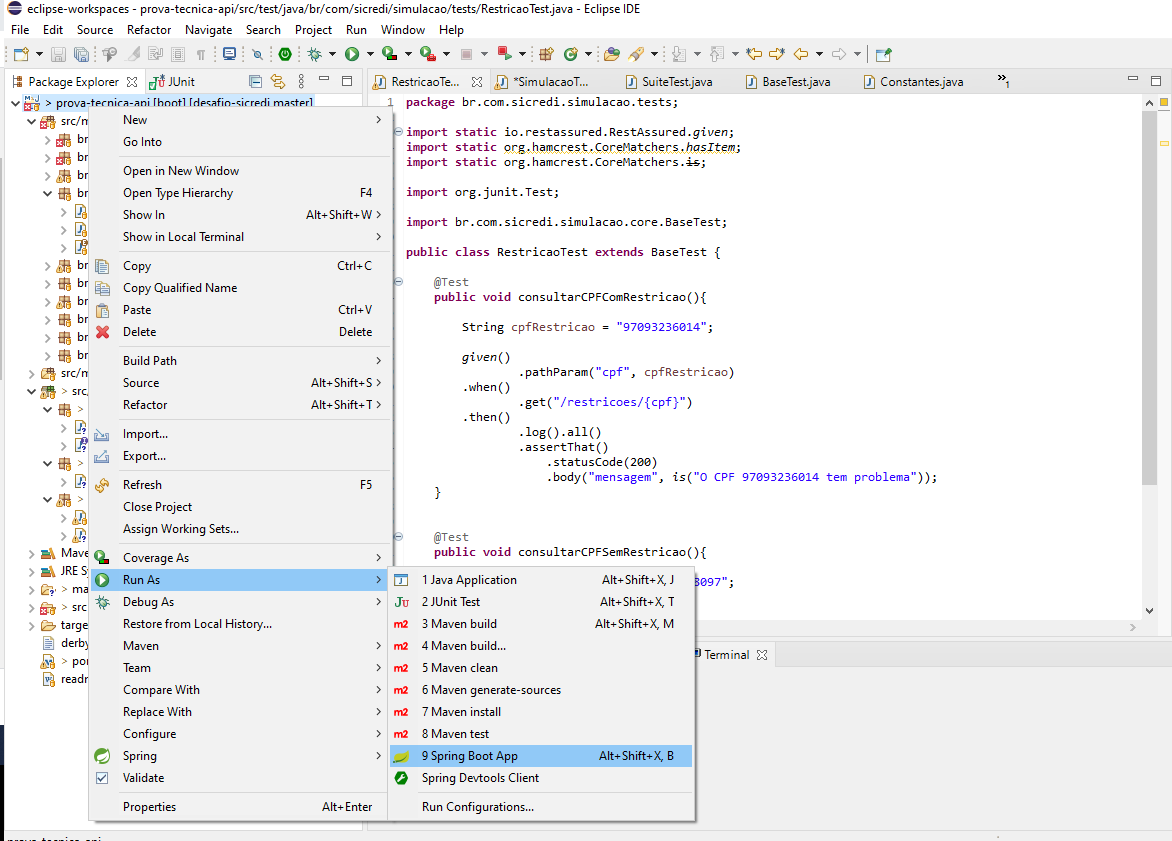 eclipse-workspaces - prova-tecnica-api/src/test/java/br/com/sicredi/simulacao/tests/RestricaoTest.java - Eclipse IDE
File Edit Source Refactor Navigate Search Project Run Window Help
Package Explorer JUnit
RestricaoTe... *SimulacaoT... SuiteTest.java BaseTest.java Constantes.java »1
> prova-tecnica-api [boot] [desafio-sicredi master]
src/m
br
br
br
br
br
br
br
br
br
br
src/m
> src/
>
>
>
Mave
JRE Sy
> ma
> src
targe
derby
> por
readr
New
Go Into
Open in New Window
Open Type Hierarchy F4
Show In Alt+Shift+W >
Show in Local Terminal
Copy Ctrl+C
Copy Qualified Name
Paste Ctrl+V
Delete Delete
Build Path
Source Alt+Shift+S >
Refactor Alt+Shift+T >
Import...
Export...
Refresh F5
Close Project
Assign Working Sets...
Coverage As
Run As
Debug As
Restore from Local History...
Maven
Team
Compare With
Replace With
Configure
Spring
Validate
Properties Alt+Enter
1 Java Application Alt+Shift+X, J
2 JUnit Test Alt+Shift+X, T
3 Maven build Alt+Shift+X, M
4 Maven build...
5 Maven clean
6 Maven generate-sources
7 Maven install
8 Maven test
9 Spring Boot App Alt+Shift+X, B
Spring Devtools Client
Run Configurations...
1 package br.com.sicredi.simulacao.tests;
import static io.restassured.RestAssured.given;
import static org.hamcrest.CoreMatchers.hasItem;
import static org.hamcrest.CoreMatchers.is;
import org.junit.Test;
import br.com.sicredi.simulacao.core.BaseTest;
public class RestricaoTest extends BaseTest {
@Test
public void consultarCPFComRestricao(){
String cpfRestricao = "97093236014";
given()
.pathParam("cpf", cpfRestricao)
.when()
.get("/restricoes/{cpf}")
.then()
.log().all()
.assertThat()
.statusCode(200)
.body("mensagem", is("O CPF 97093236014 tem problema"));
}
@Test
public void consultarCPFSemRestricao(){
8097";
Terminal